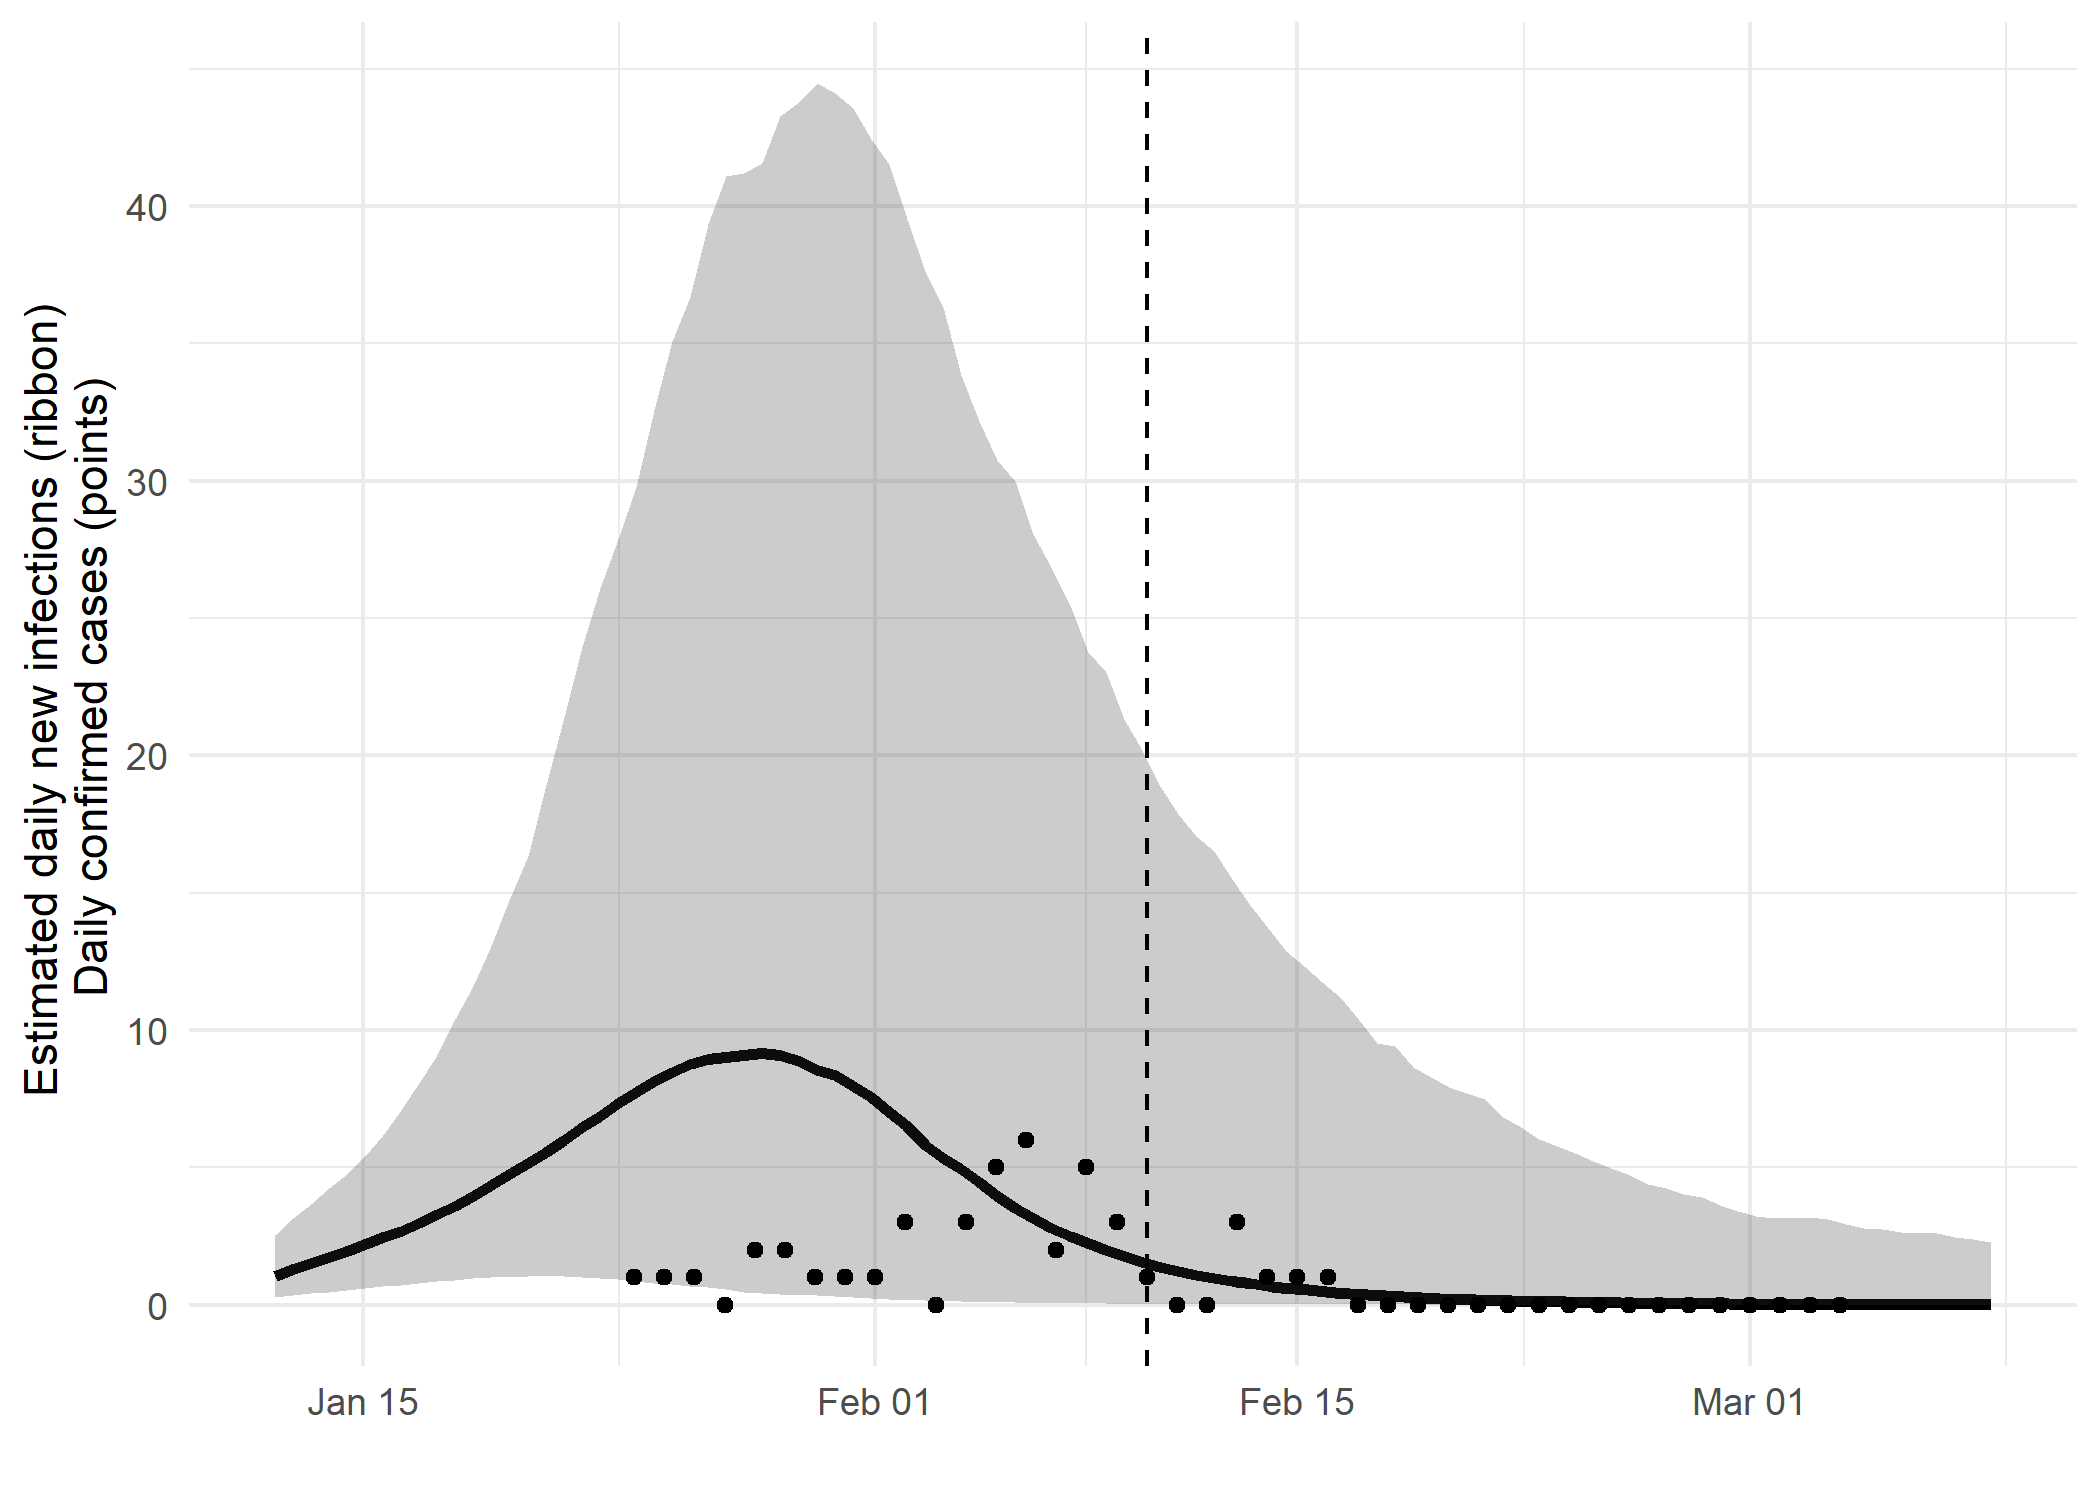 Estimated daily new infections (ribbon)
Daily confirmed cases (points)
40
30
20
10
0
Jan 15
Feb 01
Feb 15
Mar 01